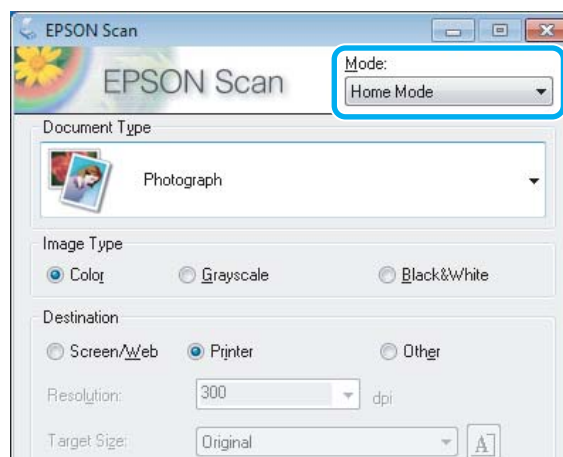 EPSON Scan
EPSON Scan
Mode:
Home Mode
Document Type
Photograph
Image Type
Color Grayscale Black&White
Destination
Screen/Web Printer Other
Resolution: 300 dpi
Target Size: Original A